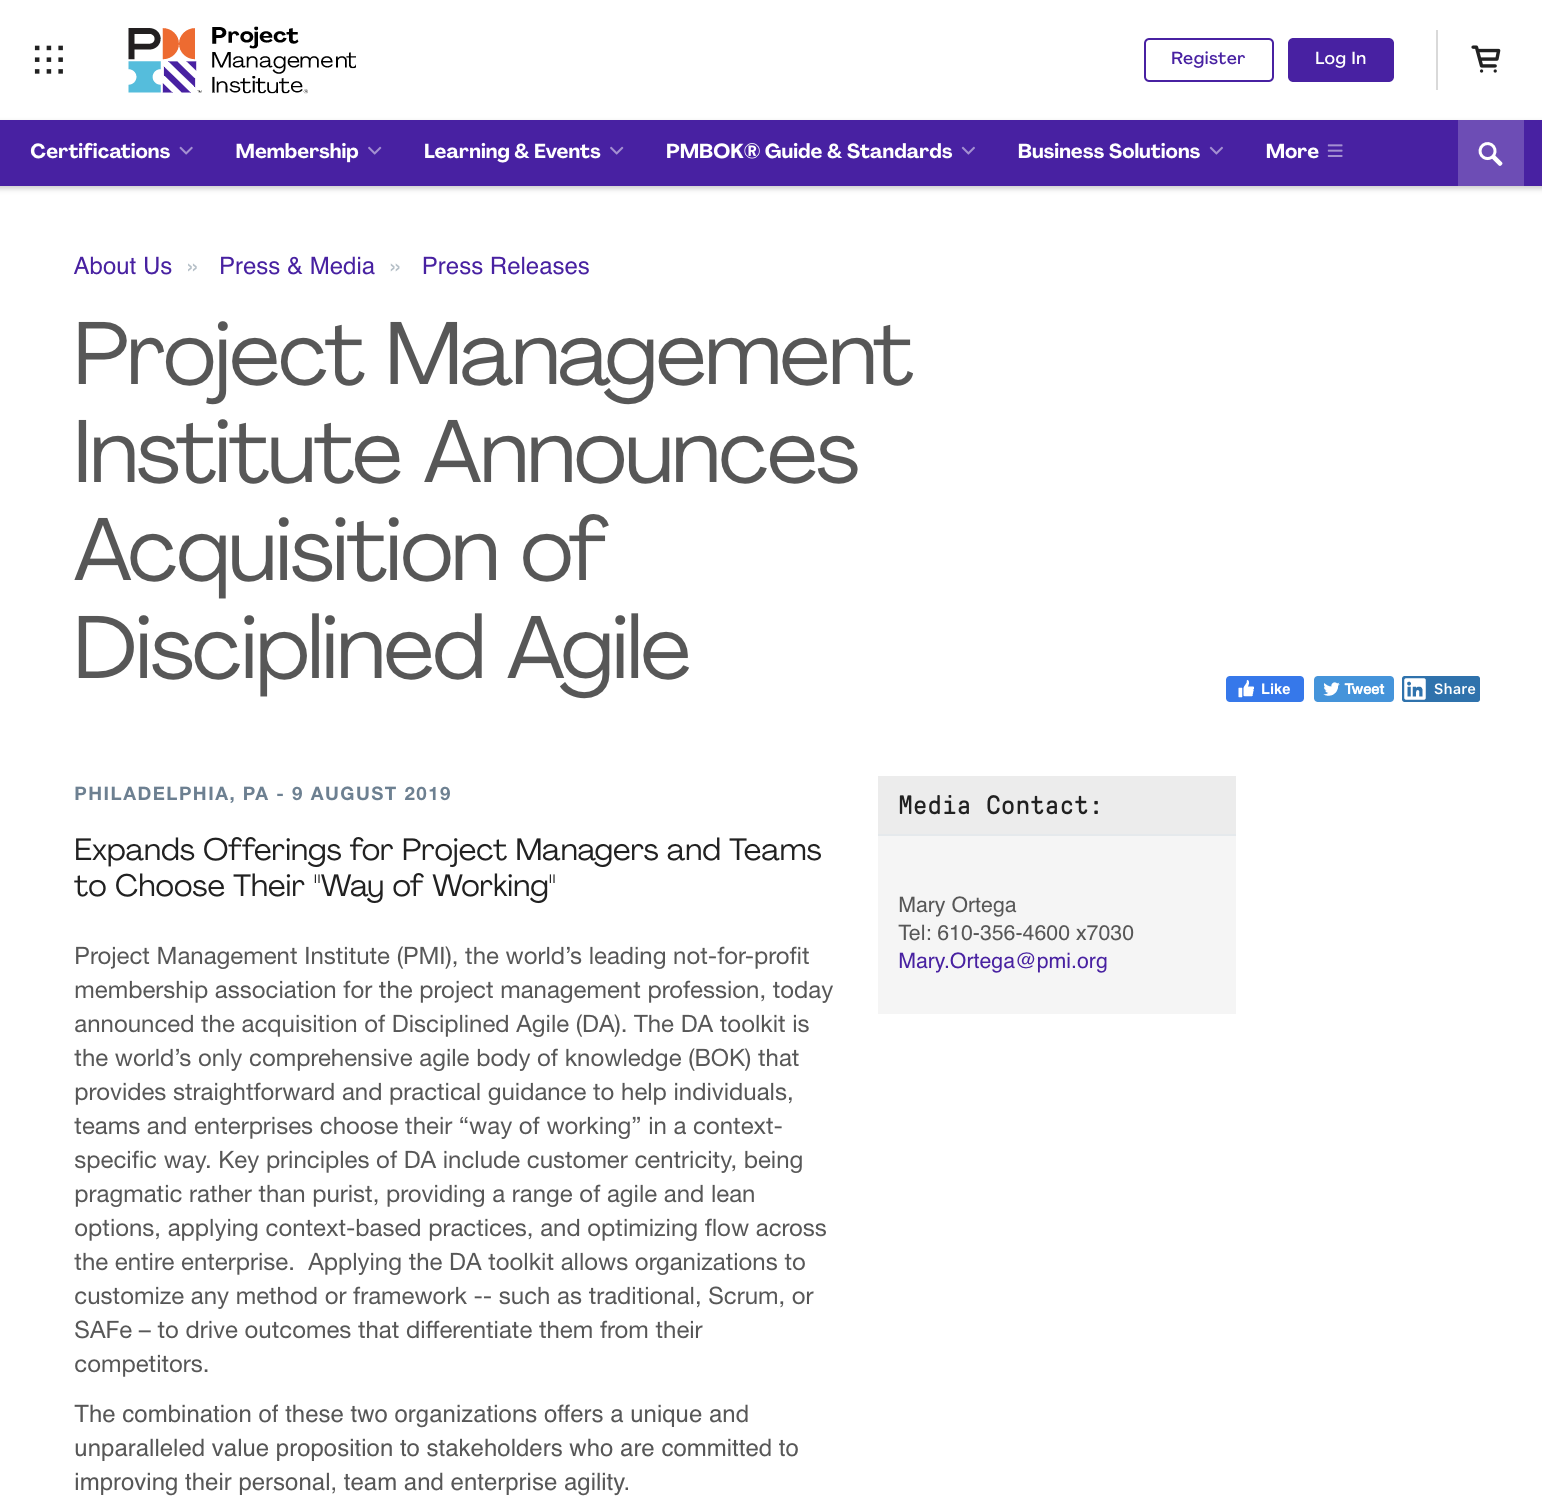 Project
Management
Institute
Register
Log In
Certifications
Membership
Learning & Events
PMBOK® Guide & Standards
Business Solutions
More
About Us » Press & Media » Press Releases
Project Management
Institute Announces
Acquisition of
Disciplined Agile
Like
Tweet
in Share
PHILADELPHIA, PA - 9 AUGUST 2019
Expands Offerings for Project Managers and Teams
to Choose Their "Way of Working"
Project Management Institute (PMI), the world’s leading not-for-profit
membership association for the project management profession, today
announced the acquisition of Disciplined Agile (DA). The DA toolkit is
the world’s only comprehensive agile body of knowledge (BOK) that
provides straightforward and practical guidance to help individuals,
teams and enterprises choose their “way of working” in a context-
specific way. Key principles of DA include customer centricity, being
pragmatic rather than purist, providing a range of agile and lean
options, applying context-based practices, and optimizing flow across
the entire enterprise.  Applying the DA toolkit allows organizations to
customize any method or framework -- such as traditional, Scrum, or
SAFe – to drive outcomes that differentiate them from their
competitors.
The combination of these two organizations offers a unique and
unparalleled value proposition to stakeholders who are committed to
improving their personal, team and enterprise agility.
Media Contact:
Mary Ortega
Tel: 610-356-4600 x7030
Mary.Ortega@pmi.org